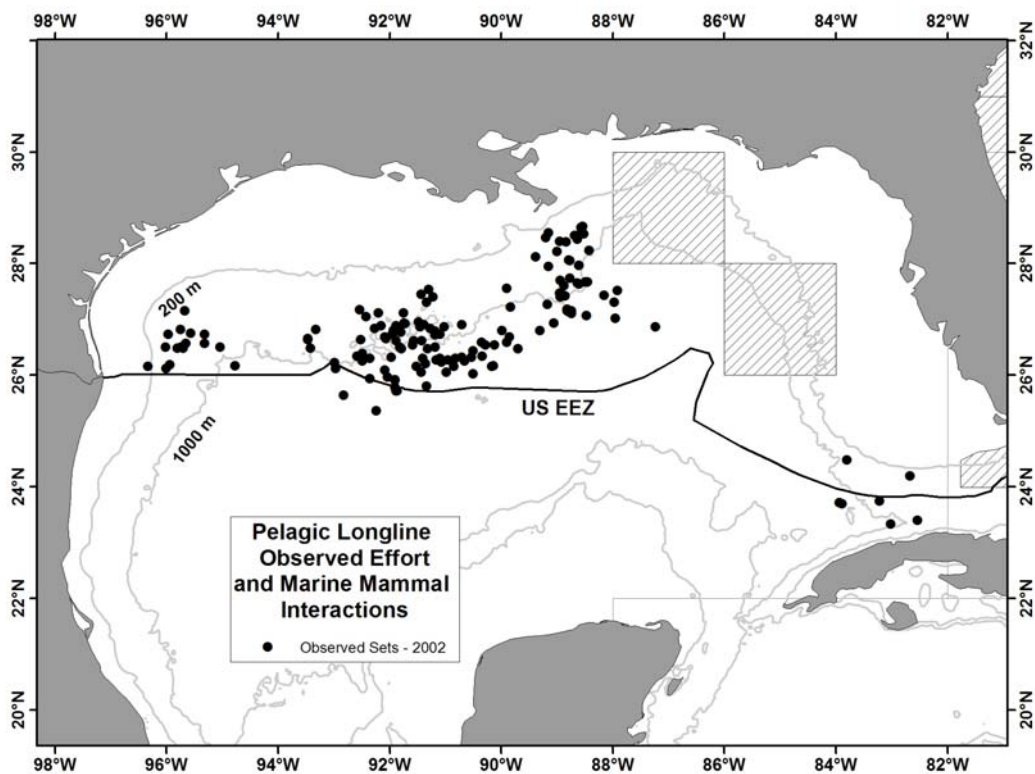 98°W 96°W 94°W 92°W 90°W 88°W 86°W 84°W 82°W
32°N
32°N
30°N
30°N
28°N
28°N
26°N
26°N
24°N
24°N
22°N
22°N
20°N
20°N
200 m
1000 m
US EEZ
Pelagic Longline
Observed Effort
and Marine Mammal
Interactions
Observed Sets - 2002
98°W 96°W 94°W 92°W 90°W 88°W 86°W 84°W 82°W